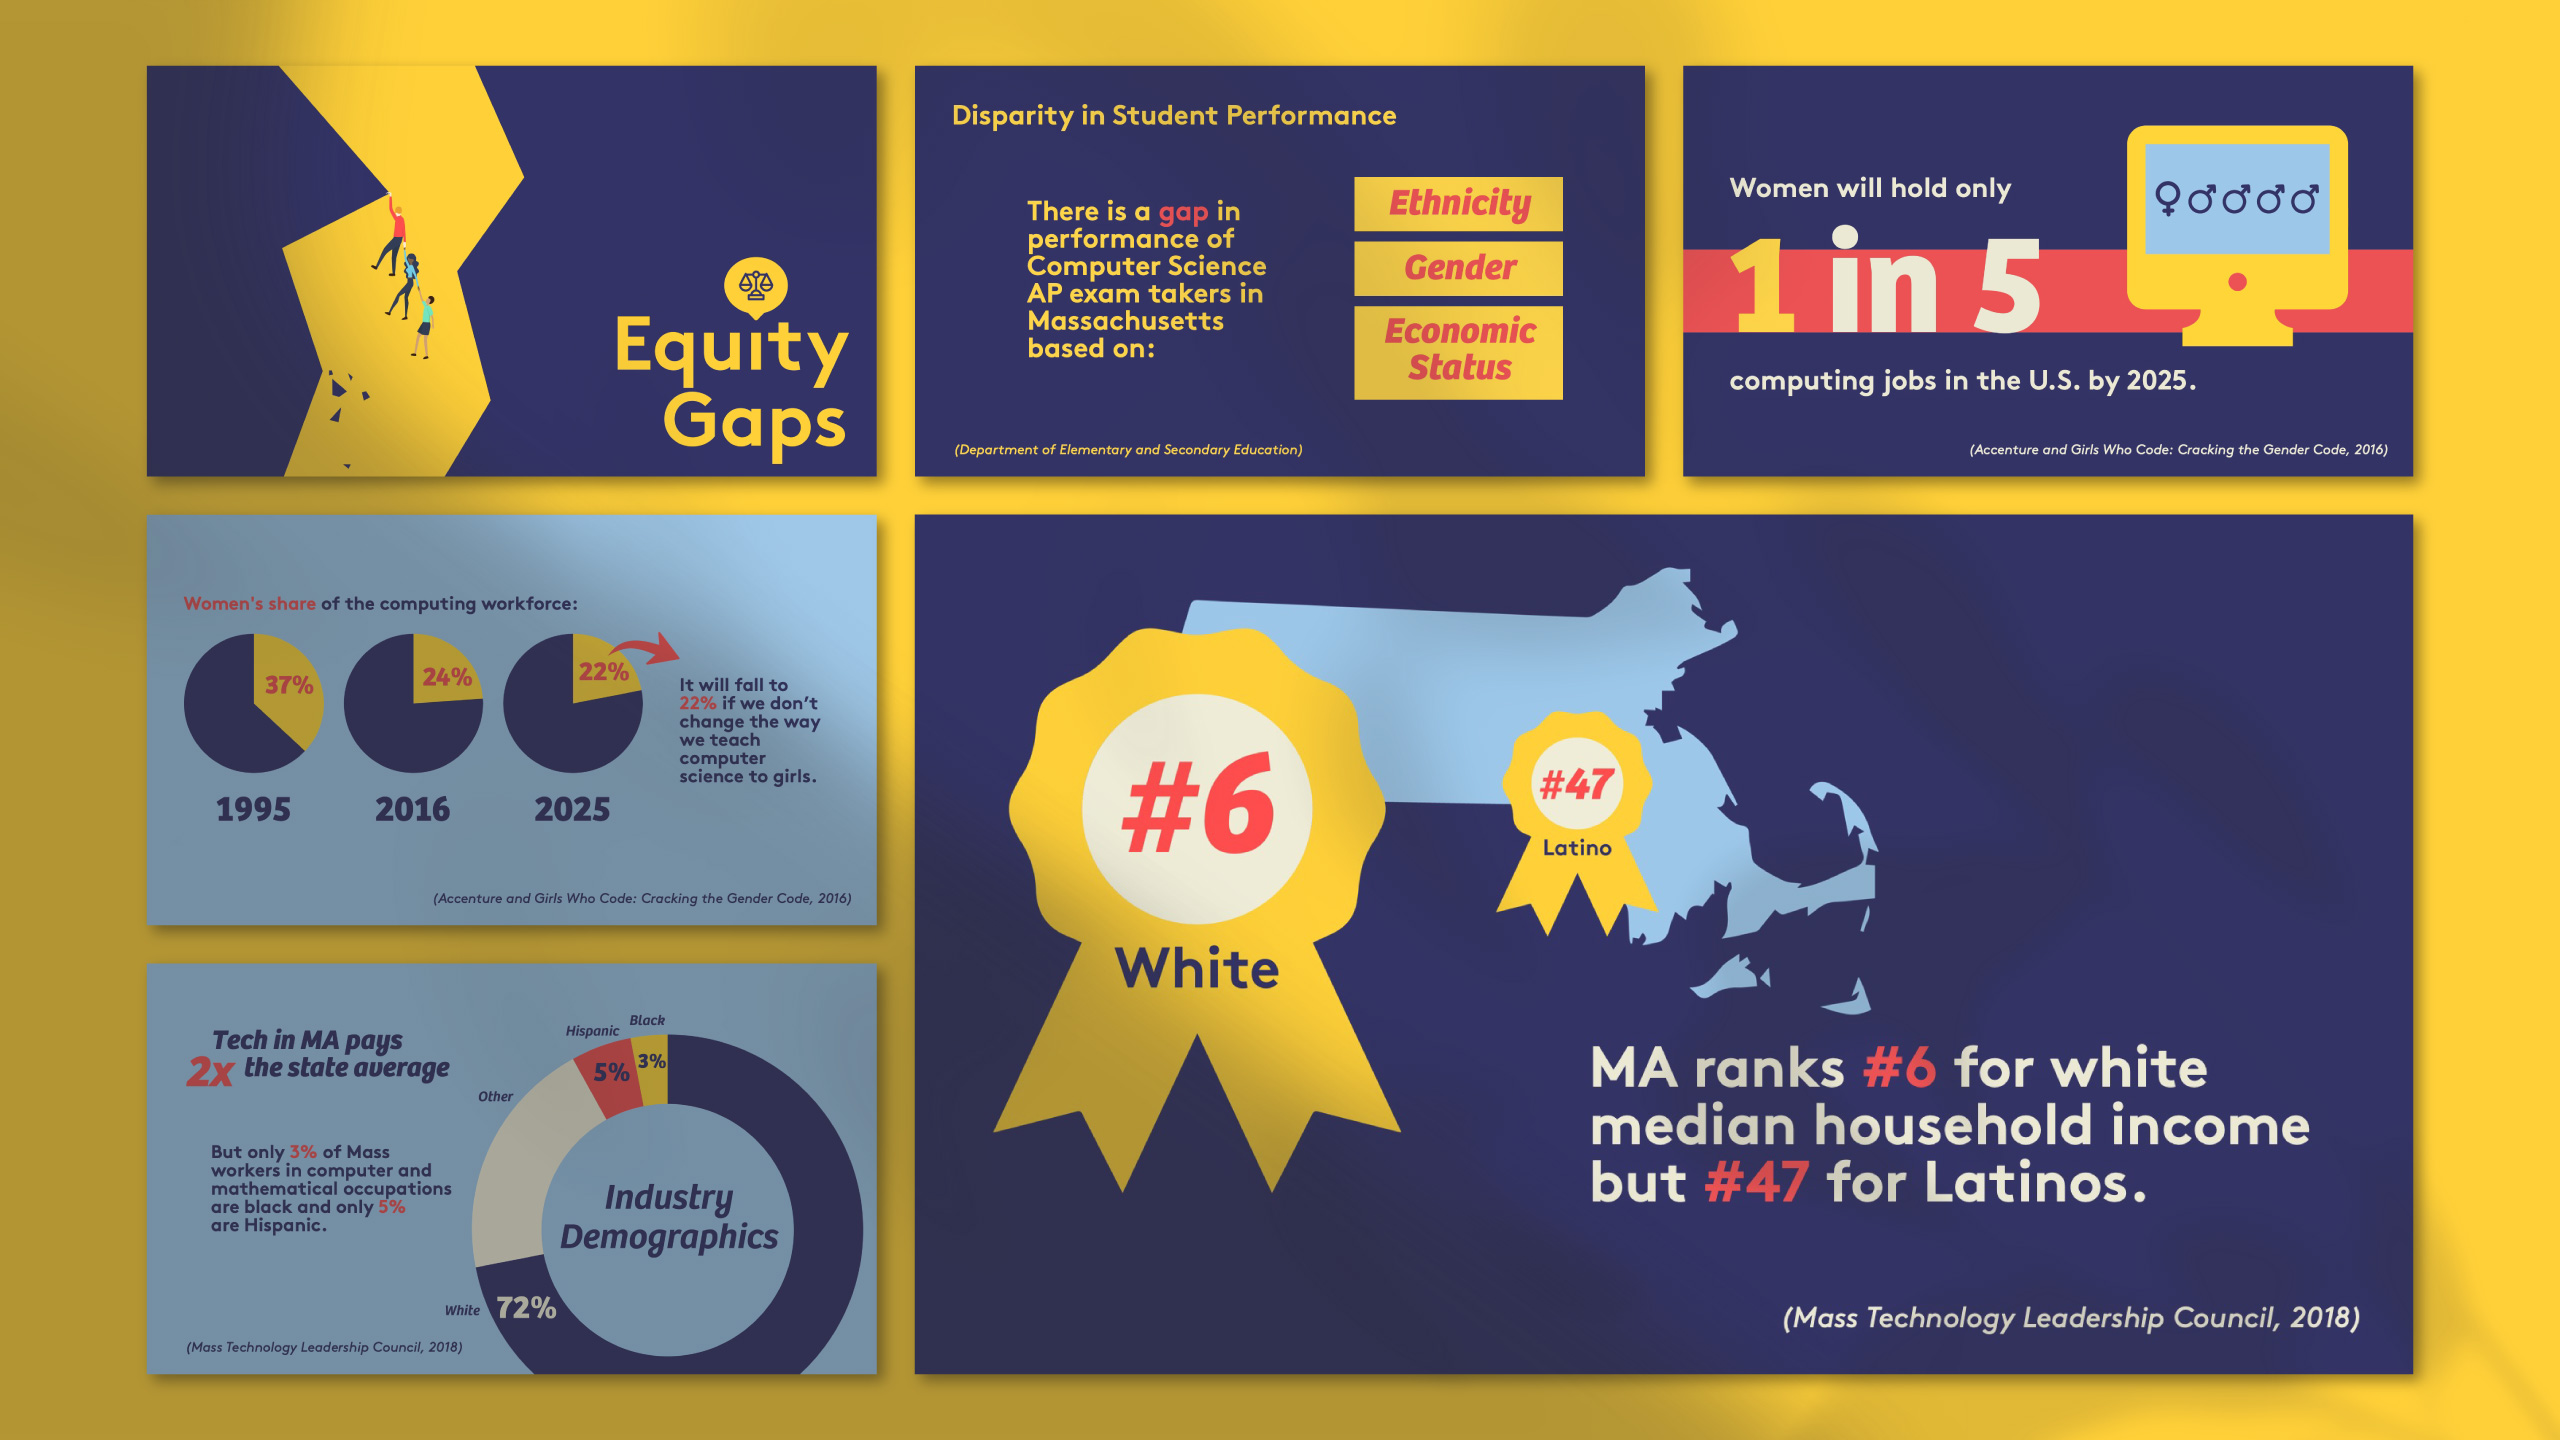 Equity
Gaps
Disparity in Student Performance
There is a gap in
performance of
Computer Science
AP exam takers in
Massachusetts
based on:
Ethnicity
Gender
Economic
Status
(Department of Elementary and Secondary Education)
Women will hold only
1 in 5
computing jobs in the U.S. by 2025.
(Accenture and Girls Who Code: Cracking the Gender Code, 2016)
Women's share of the computing workforce:
37%
24%
22%
1995
2016
2025
It will fall to
22% if we don’t
change the way
we teach
computer
science to girls.
(Accenture and Girls Who Code: Cracking the Gender Code, 2016)
#6
White
#47
Latino
MA ranks #6 for white
median household income
but #47 for Latinos.
(Mass Technology Leadership Council, 2018)
Tech in MA pays
2x the state average
But only 3% of Mass
workers in computer and
mathematical occupations
are black and only 5%
are Hispanic.
Black
Hispanic
3%
5%
Other
Industry
Demographics
White
72%
(Mass Technology Leadership Council, 2018)